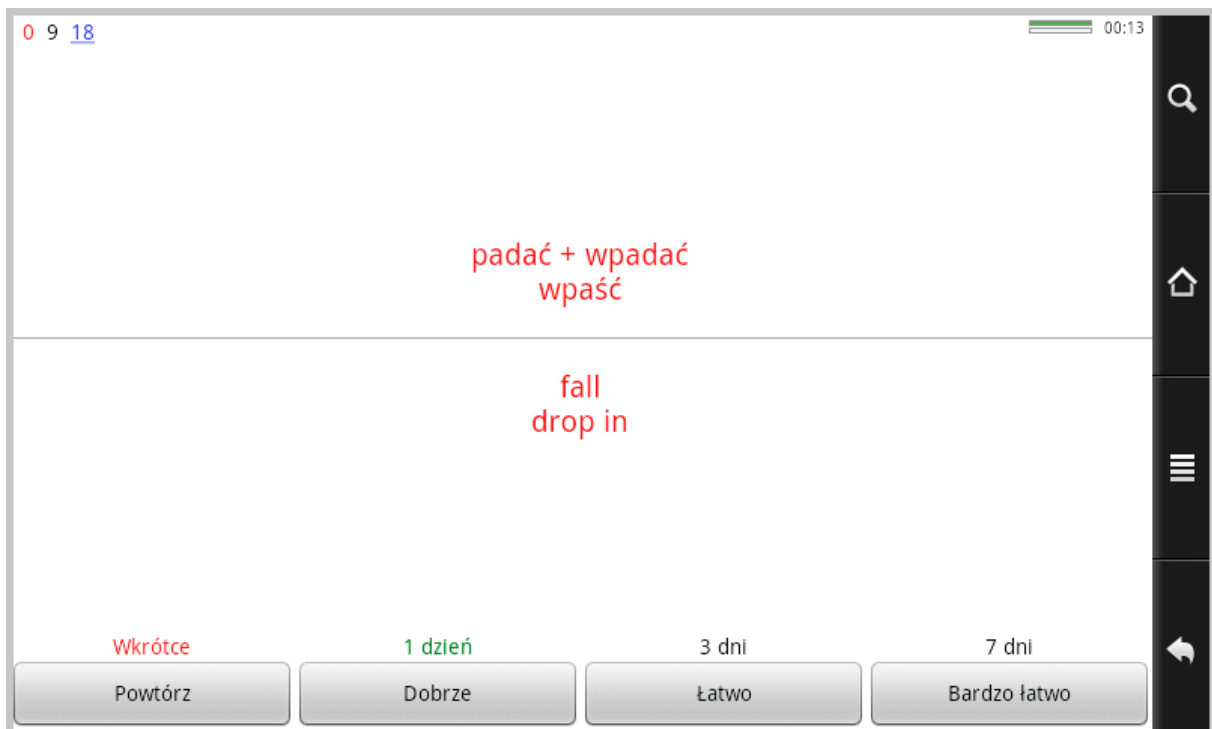 0 9 18
00:13
padać + wpadać
wpaść
fall
drop in
Wkrótce 1 dzień 3 dni 7 dni
Powtórz Dobrze Łatwo Bardzo łatwo